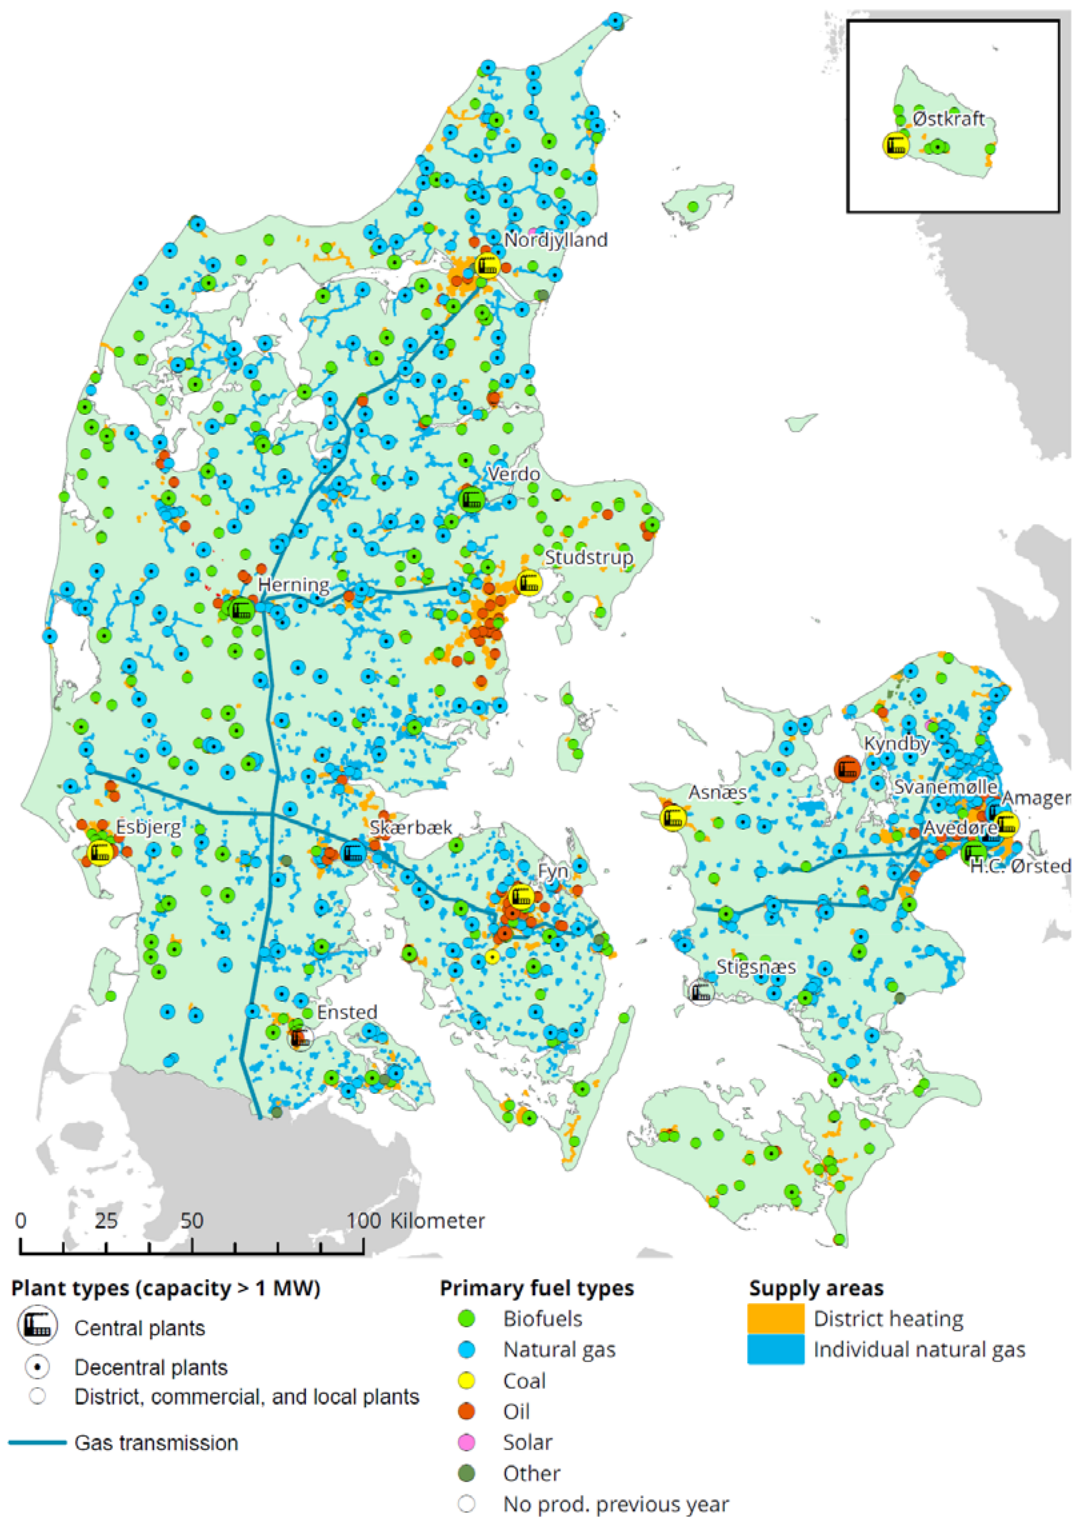 Østkraft
Nordjylland
Verdo
Studstrup
Herning
Kyndby
Asnæs
Svanemølle
Amager
Esbjerg
Skærbæk
Avedøre
H.C. Ørsted
Fyn
Stigsnæs
Ensted
0 25 50 100 Kilometer
Plant types (capacity > 1 MW)
Central plants
Decentral plants
District, commercial, and local plants
Gas transmission
Primary fuel types
Biofuels
Natural gas
Coal
Oil
Solar
Other
No prod. previous year
Supply areas
District heating
Individual natural gas